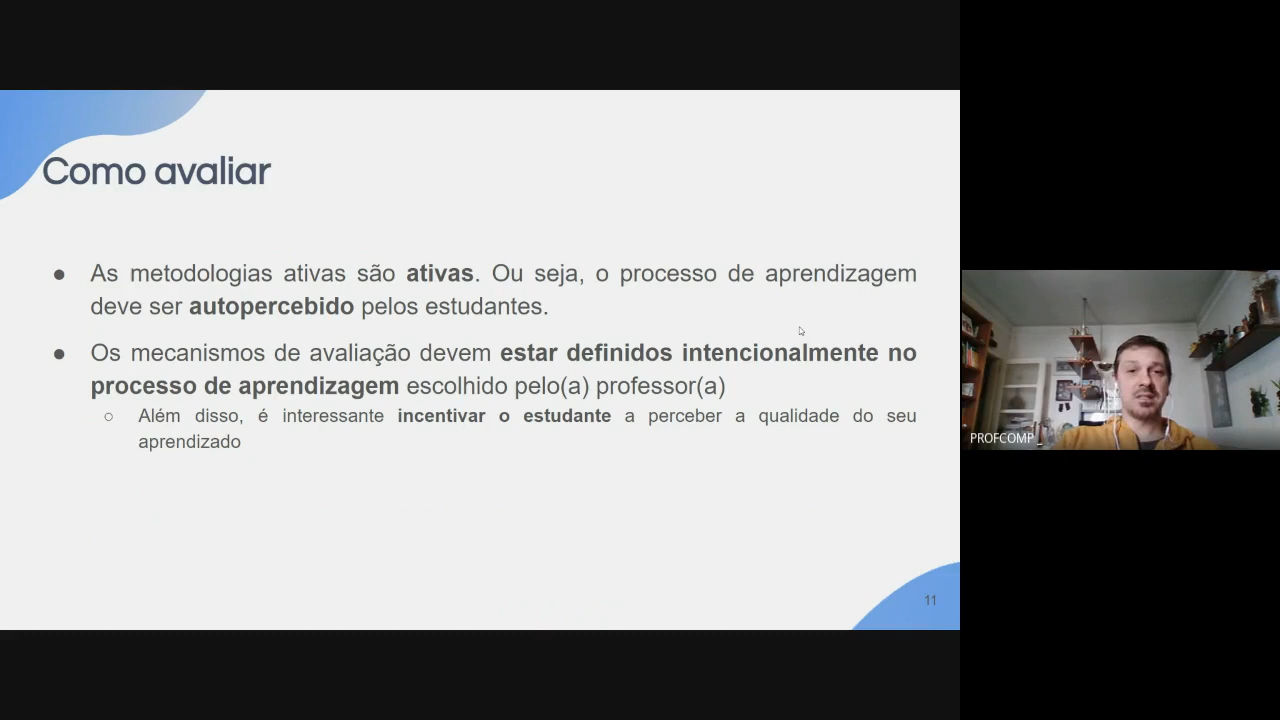 Como avaliar
● As metodologias ativas são ativas. Ou seja, o processo de aprendizagem
deve ser autopercebido pelos estudantes.
● Os mecanismos de avaliação devem estar definidos intencionalmente no
processo de aprendizagem escolhido pelo(a) professor(a)
○ Além disso, é interessante incentivar o estudante a perceber a qualidade do seu
aprendizado
PROFCOMP _
11